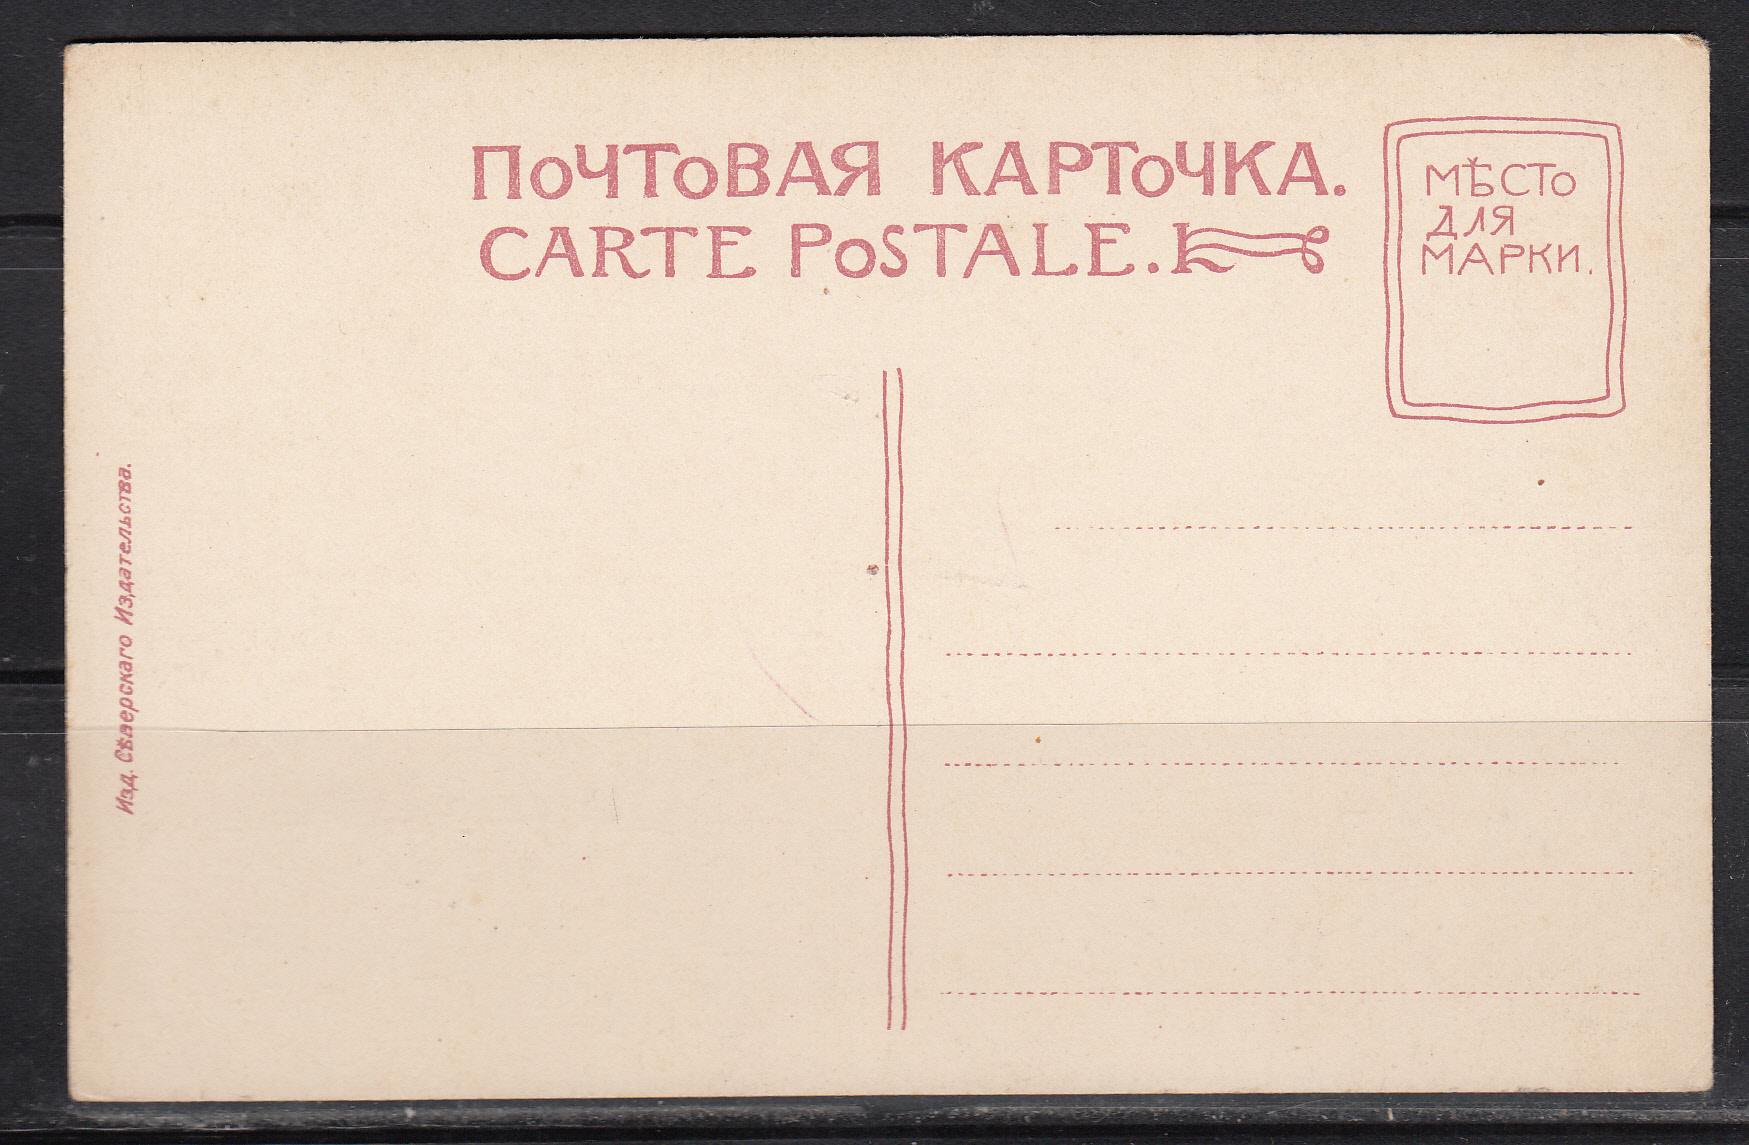 ПОЧТОВАЯ КАРТОЧКА.
CARTE POSTALE.
МѢСТО
ДЛЯ
МАРКИ.
Изд. Сѣверскаго Издательства.